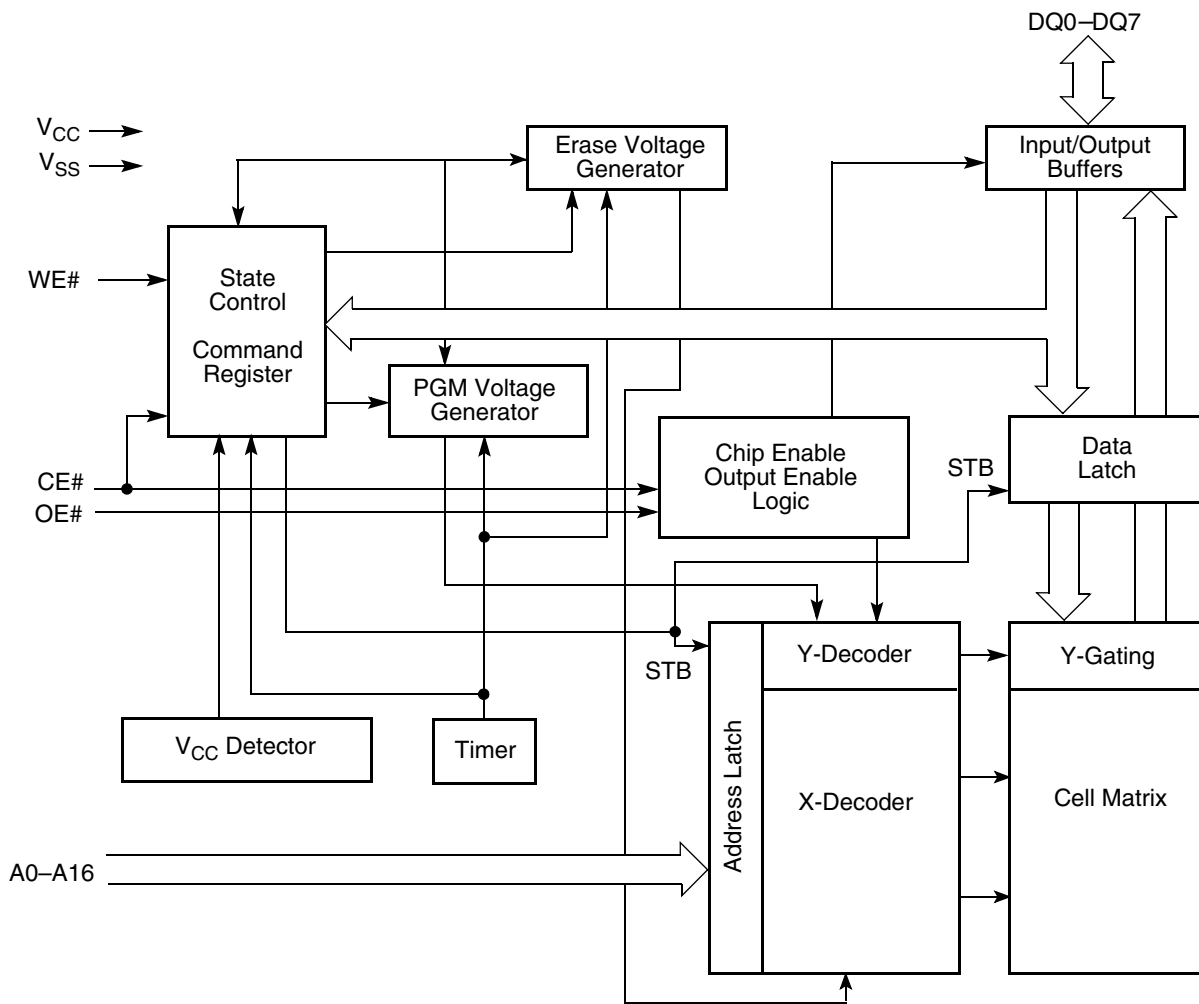 DQ0–DQ7
VCC
VSS
Erase Voltage
Generator
Input/Output
Buffers
WE#
State
Control
Command
Register
PGM Voltage
Generator
Chip Enable
Output Enable
Logic
STB
Data
Latch
CE#
OE#
STB
Y-Decoder
Y-Gating
VCC Detector
Timer
Address Latch
X-Decoder
Cell Matrix
A0–A16